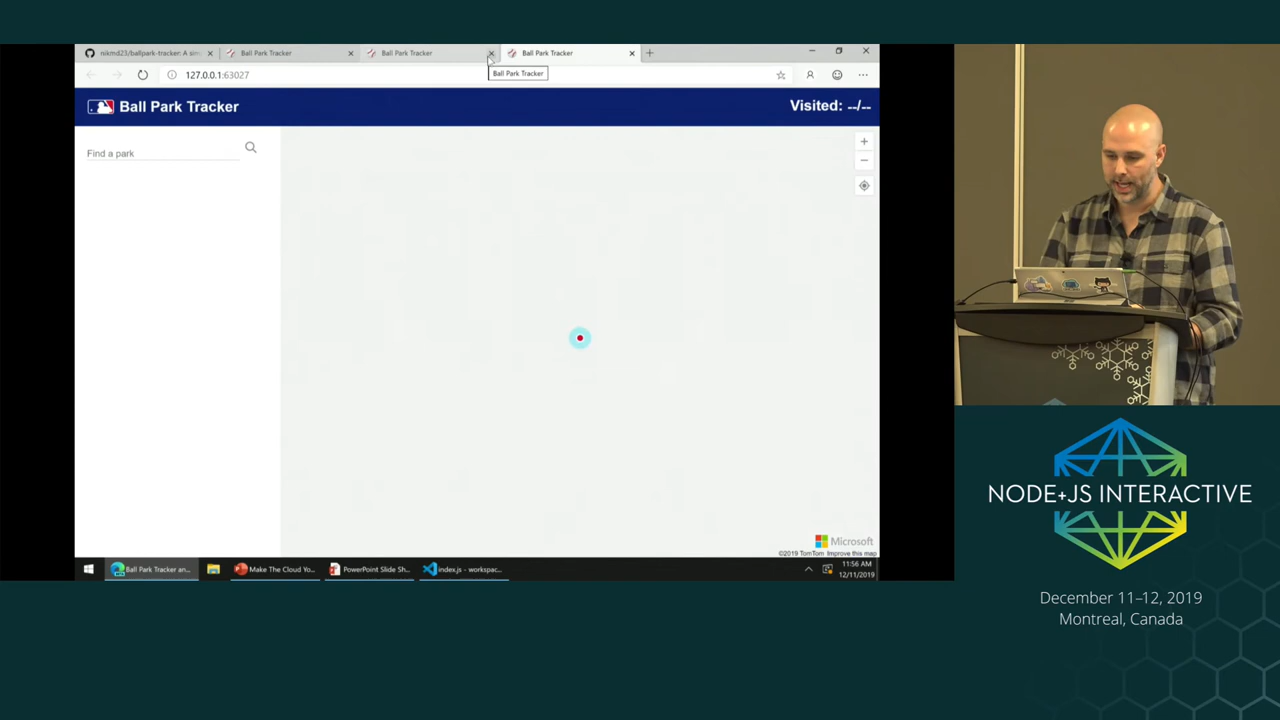 nikmd23/ballpark-tracker: A sim
Ball Park Tracker
Ball Park Tracker
Ball Park Tracker
127.0.0.1:63027
Ball Park Tracker
Ball Park Tracker
Visited: --/--
Find a park
Microsoft
©2019 TomTom Improve this map
Ball Park Tracker an...
Make The Cloud Yo...
PowerPoint Slide Sh...
index.js - workspac...
11:56 AM
12/11/2019
NODE+JS INTERACTIVE
December 11–12, 2019
Montreal, Canada